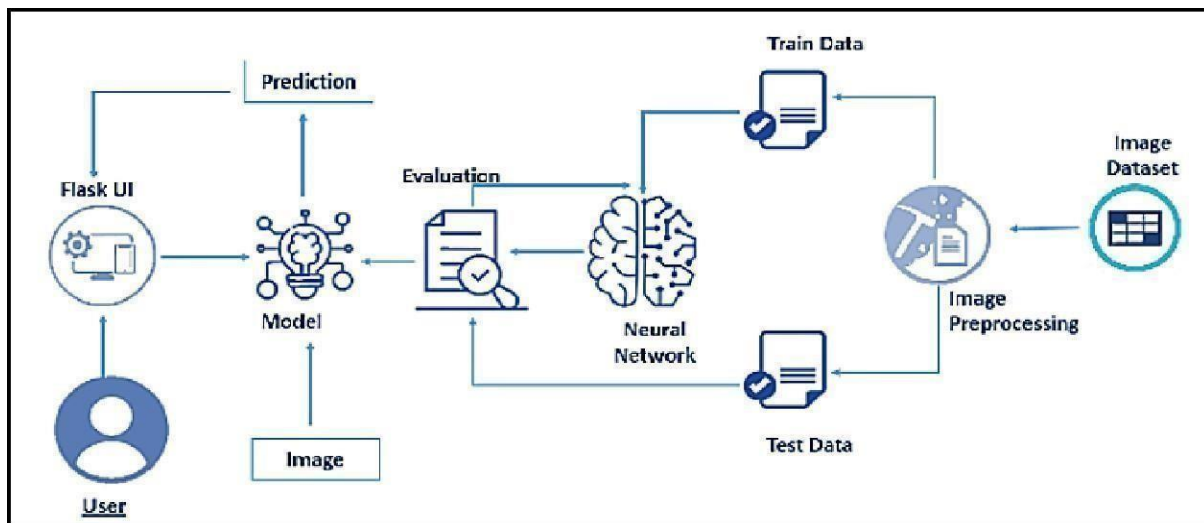 Train Data
Prediction
Image
Dataset
Evaluation
Flask UI
Image
Preprocessing
Model
Neural
Network
Test Data
Image
User